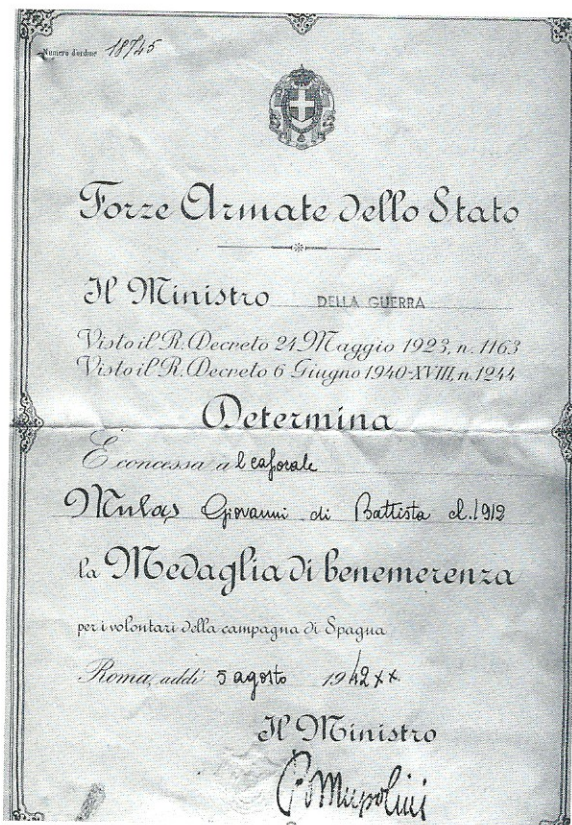 Numero d'ordine 18745
Forze Armate dello Stato
Il Ministro DELLA GUERRA
Visto il R. Decreto 24 Maggio 1923, n. 1163
Visto il R. Decreto 6 Giugno 1940-XVIII, n. 1244
Determina
È concessa al caporale
Mulas Giovanni di Battista cl. 1912
la Medaglia di benemerenza
per i volontari della campagna di Spagna
Roma, addì 5 agosto 1942 XX
Il Ministro
Mussolini